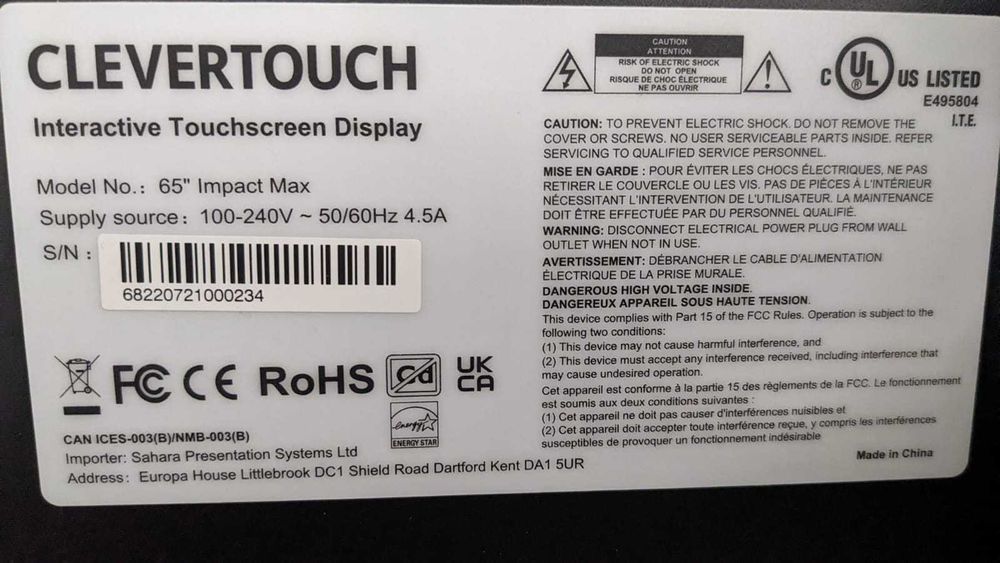 CLEVERTOUCH
Interactive Touchscreen Display
Model No.: 65" Impact Max
Supply source: 100-240V ~ 50/60Hz 4.5A
S/N :
68220721000234
FC CE RoHS Cd UK
CA
energy
ENERGY STAR
CAN ICES-003(B)/NMB-003(B)
Importer: Sahara Presentation Systems Ltd
Address: Europa House Littlebrook DC1 Shield Road Dartford Kent DA1 5UR
CAUTION
ATTENTION
RISK OF ELECTRIC SHOCK
DO NOT OPEN
RISQUE DE CHOC ÉLECTRIQUE
NE PAS OUVRIR
C UL US LISTED
®
E495804
I.T.E.
CAUTION: TO PREVENT ELECTRIC SHOCK. DO NOT REMOVE THE
COVER OR SCREWS. NO USER SERVICEABLE PARTS INSIDE. REFER
SERVICING TO QUALIFIED SERVICE PERSONNEL.
MISE EN GARDE : POUR ÉVITER LES CHOCS ÉLECTRIQUES, NE PAS
RETIRER LE COUVERCLE OU LES VIS. PAS DE PIÈCES À L'INTÉRIEUR
NÉCESSITANT L'INTERVENTION DE L'UTILISATEUR. LA MAINTENANCE
DOIT ÊTRE EFFECTUÉE PAR DU PERSONNEL QUALIFIÉ.
WARNING: DISCONNECT ELECTRICAL POWER PLUG FROM WALL
OUTLET WHEN NOT IN USE.
AVERTISSEMENT: DÉBRANCHER LE CABLE D'ALIMENTATION
ÉLECTRIQUE DE LA PRISE MURALE.
DANGEROUS HIGH VOLTAGE INSIDE.
DANGEREUX APPAREIL SOUS HAUTE TENSION.
This device complies with Part 15 of the FCC Rules. Operation is subject to the
following two conditions:
(1) This device may not cause harmful interference, and
(2) This device must accept any interference received, including interference that
may cause undesired operation.
Cet appareil est conforme à la partie 15 des règlements de la FCC. Le fonctionnement
est soumis aux deux conditions suivantes :
(1) Cet appareil ne doit pas causer d'interférences nuisibles et
(2) Cet appareil doit accepter toute interférence reçue, y compris les interférences
susceptibles de provoquer un fonctionnement indésirable
Made in China